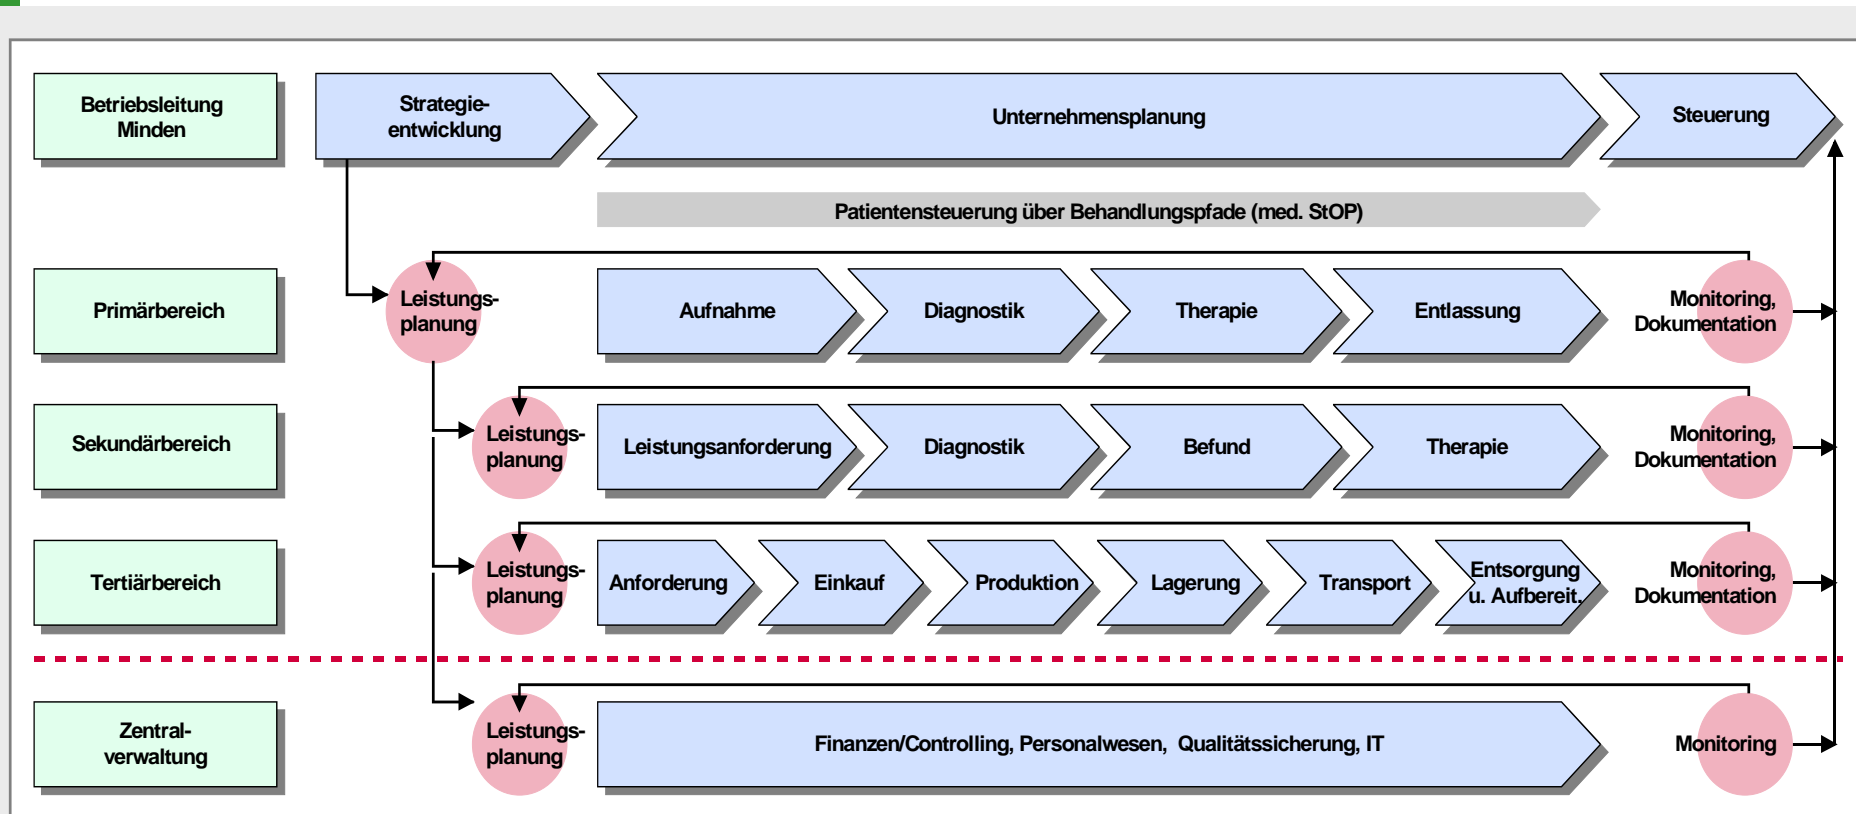 Betriebsleitung
Minden
Strategie-
entwicklung
Unternehmensplanung
Steuerung
Patientensteuerung über Behandlungspfade (med. StOP)
Primärbereich
Leistungs-
planung
Aufnahme
Diagnostik
Therapie
Entlassung
Monitoring,
Dokumentation
Sekundärbereich
Leistungs-
planung
Leistungsanforderung
Diagnostik
Befund
Therapie
Monitoring,
Dokumentation
Tertiärbereich
Leistungs-
planung
Anforderung
Einkauf
Produktion
Lagerung
Transport
Entsorgung
u. Aufbereit.
Monitoring,
Dokumentation
Zentral-
verwaltung
Leistungs-
planung
Finanzen/Controlling, Personalwesen, Qualitätssicherung, IT
Monitoring